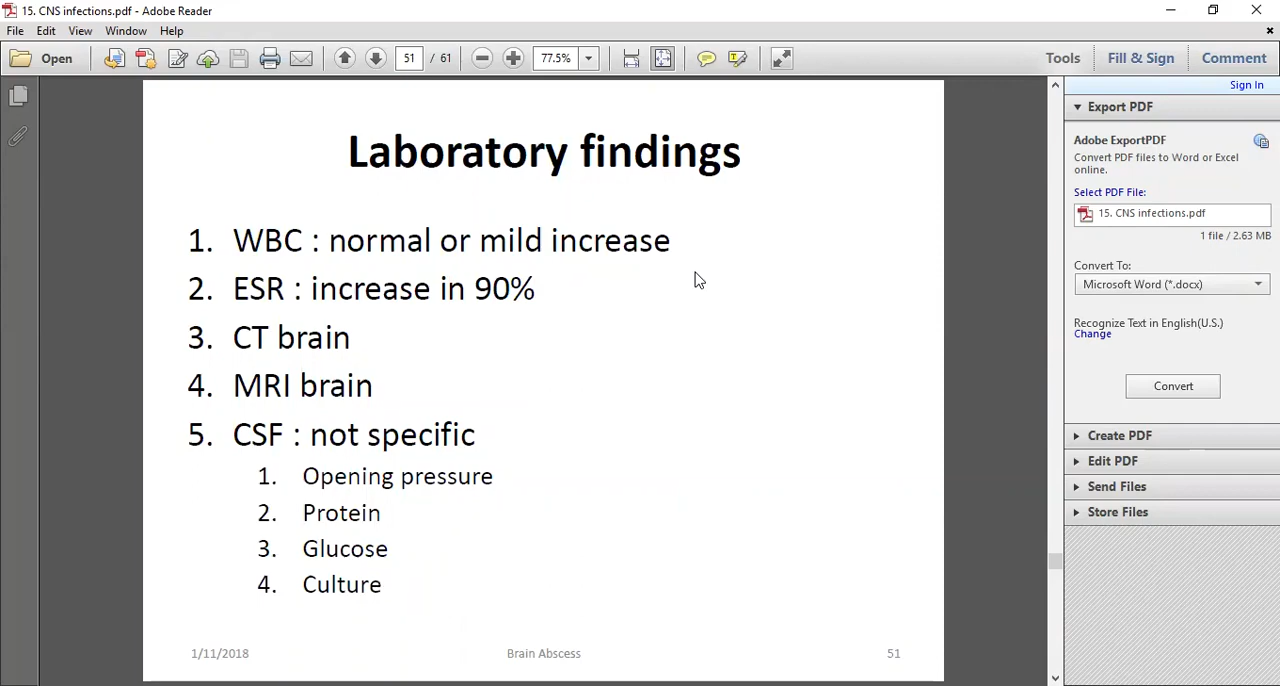 15. CNS infections.pdf - Adobe Reader
File Edit View Window Help
Open 51 / 61 77.5% Tools Fill & Sign Comment
Sign In
Export PDF
Adobe ExportPDF
Convert PDF files to Word or Excel
online.
Select PDF File:
15. CNS infections.pdf
1 file / 2.63 MB
Convert To:
Microsoft Word (*.docx)
Recognize Text in English(U.S.)
Change
Convert
Create PDF
Edit PDF
Send Files
Store Files
Laboratory findings
1. WBC : normal or mild increase
2. ESR : increase in 90%
3. CT brain
4. MRI brain
5. CSF : not specific
1. Opening pressure
2. Protein
3. Glucose
4. Culture
1/11/2018 Brain Abscess 51